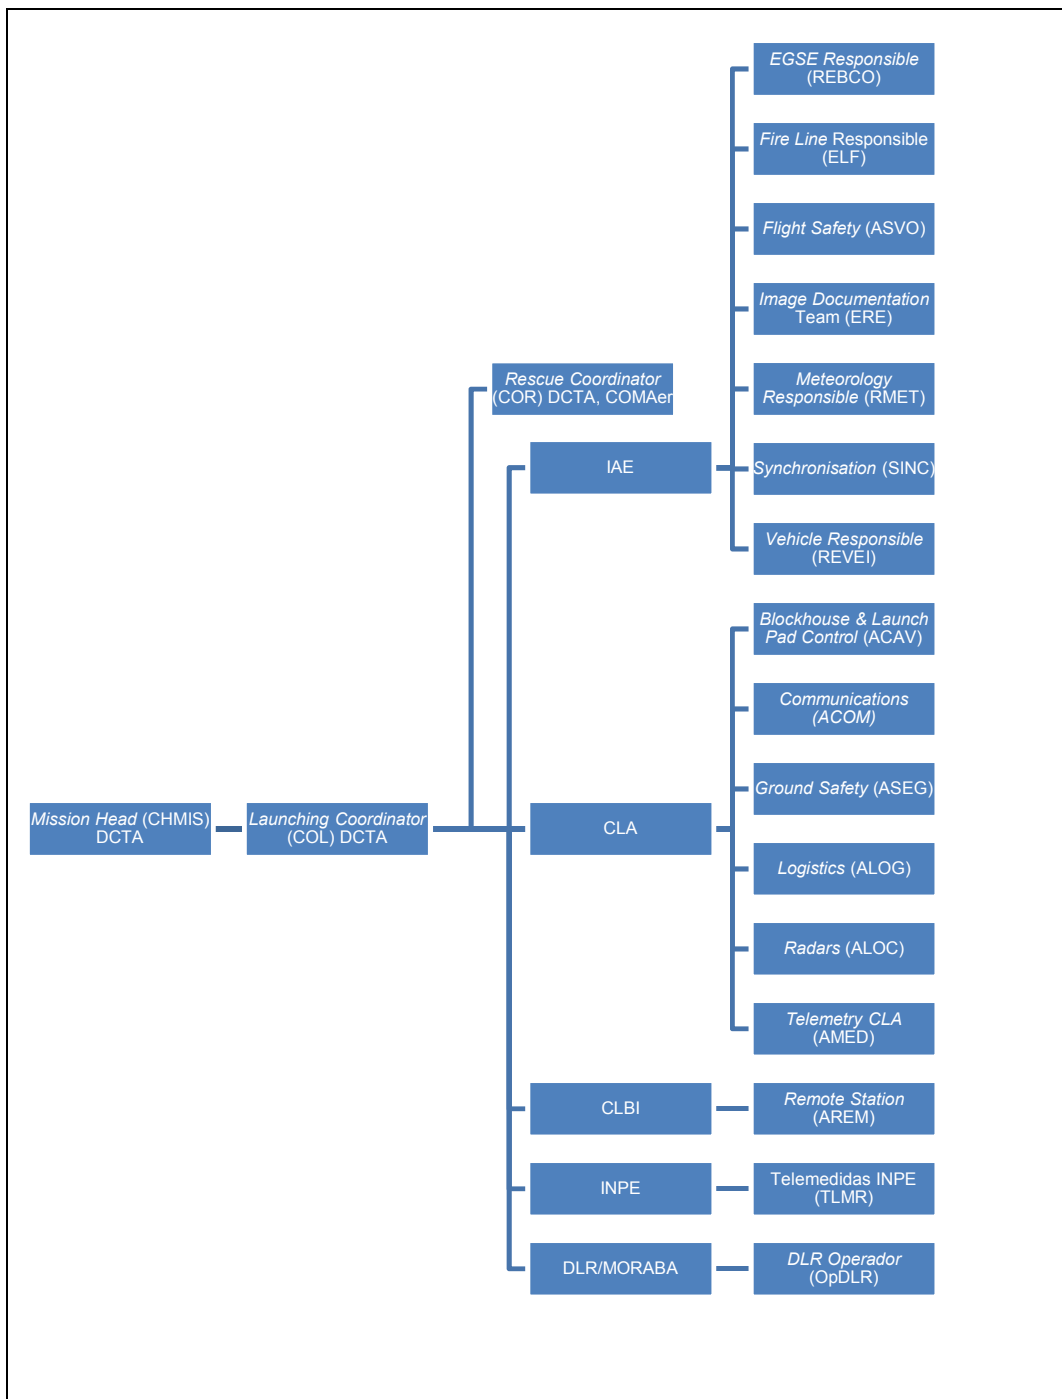 EGSE Responsible
(REBCO)
Fire Line Responsible
(ELF)
Flight Safety (ASVO)
Image Documentation
Team (ERE)
Rescue Coordinator
(COR) DCTA, COMAer
Meteorology
Responsible (RMET)
IAE
Synchronisation (SINC)
Vehicle Responsible
(REVEI)
Blockhouse & Launch
Pad Control (ACAV)
Communications
(ACOM)
Ground Safety (ASEG)
Mission Head (CHMIS)
DCTA
Launching Coordinator
(COL) DCTA
CLA
Logistics (ALOG)
Radars (ALOC)
Telemetry CLA
(AMED)
CLBI
Remote Station
(AREM)
INPE
Telemedidas INPE
(TLMR)
DLR/MORABA
DLR Operador
(OpDLR)